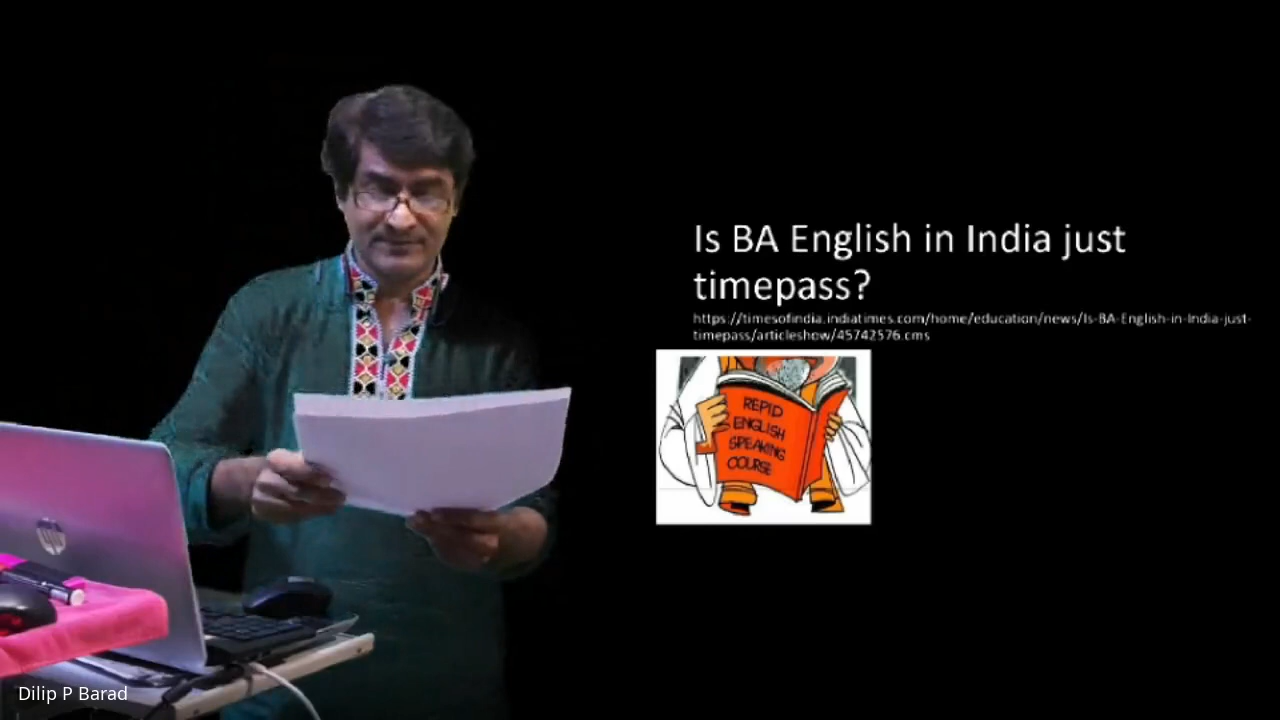 Is BA English in India just
timepass?
https://timesofindia.indiatimes.com/home/education/news/Is-BA-English-in-India-just-
timepass/articleshow/45742576.cms
REPID
ENGLISH
SPEAKING
COURSE
hp
Dilip P Barad